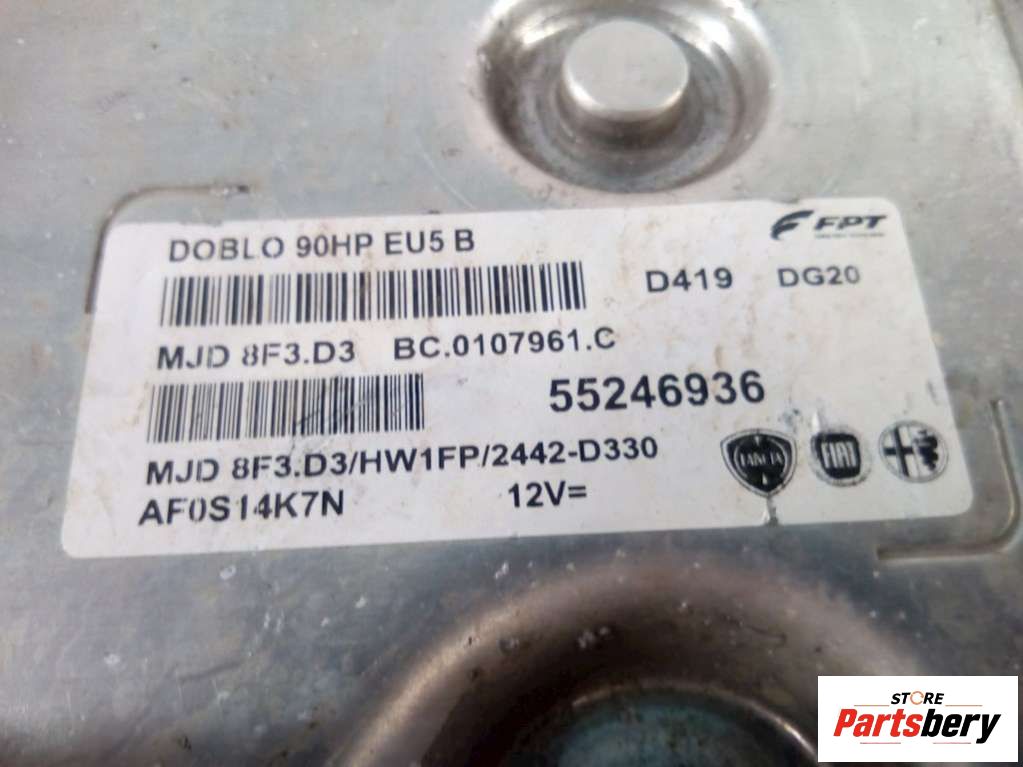 DOBLO 90HP EU5 B
FPT
D419 DG20
MJD 8F3.D3 BC.0107961.C
55246936
MJD 8F3.D3/HW1FP/2442-D330
LANCIA FIAT
AF0S14K7N 12V=
STORE
Partsbery